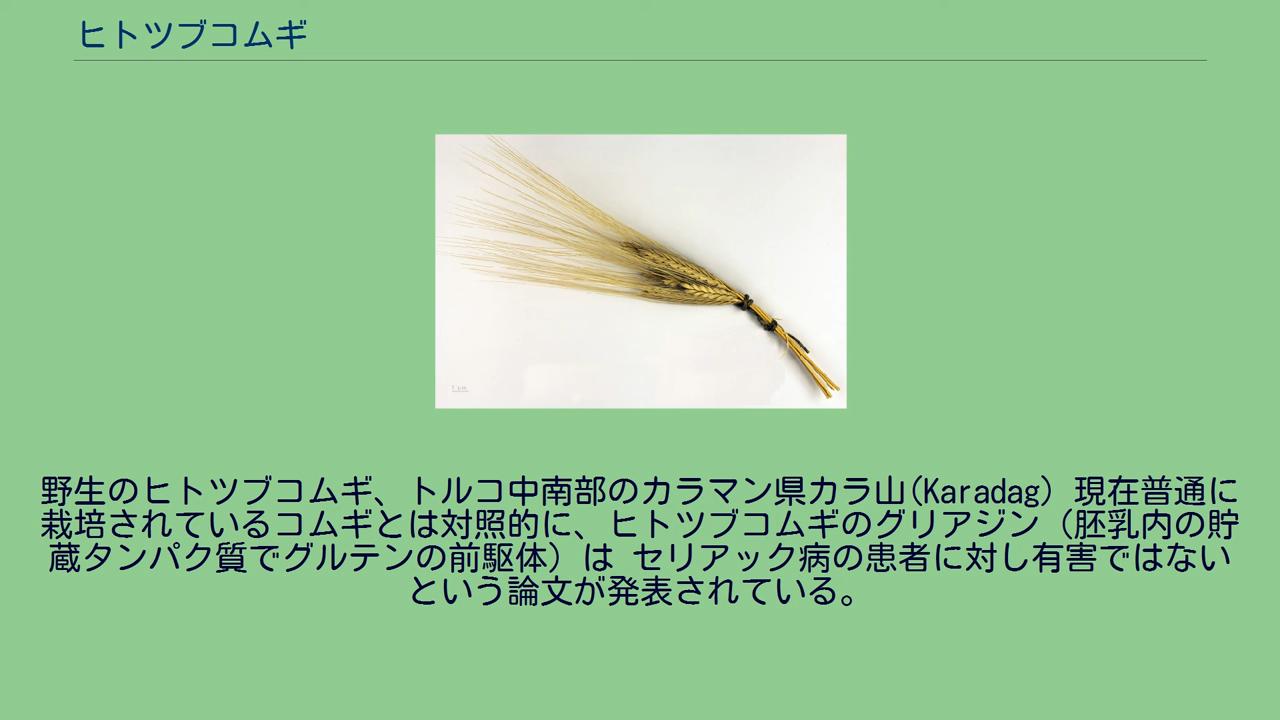 ヒトツブコムギ
1 cm
野生のヒトツブコムギ、トルコ中南部のカラマン県カラ山(Karadag) 現在普通に
栽培されているコムギとは対照的に、ヒトツブコムギのグリアジン（胚乳内の貯
蔵タンパク質でグルテンの前駆体）は セリアック病の患者に対し有害ではない
という論文が発表されている。